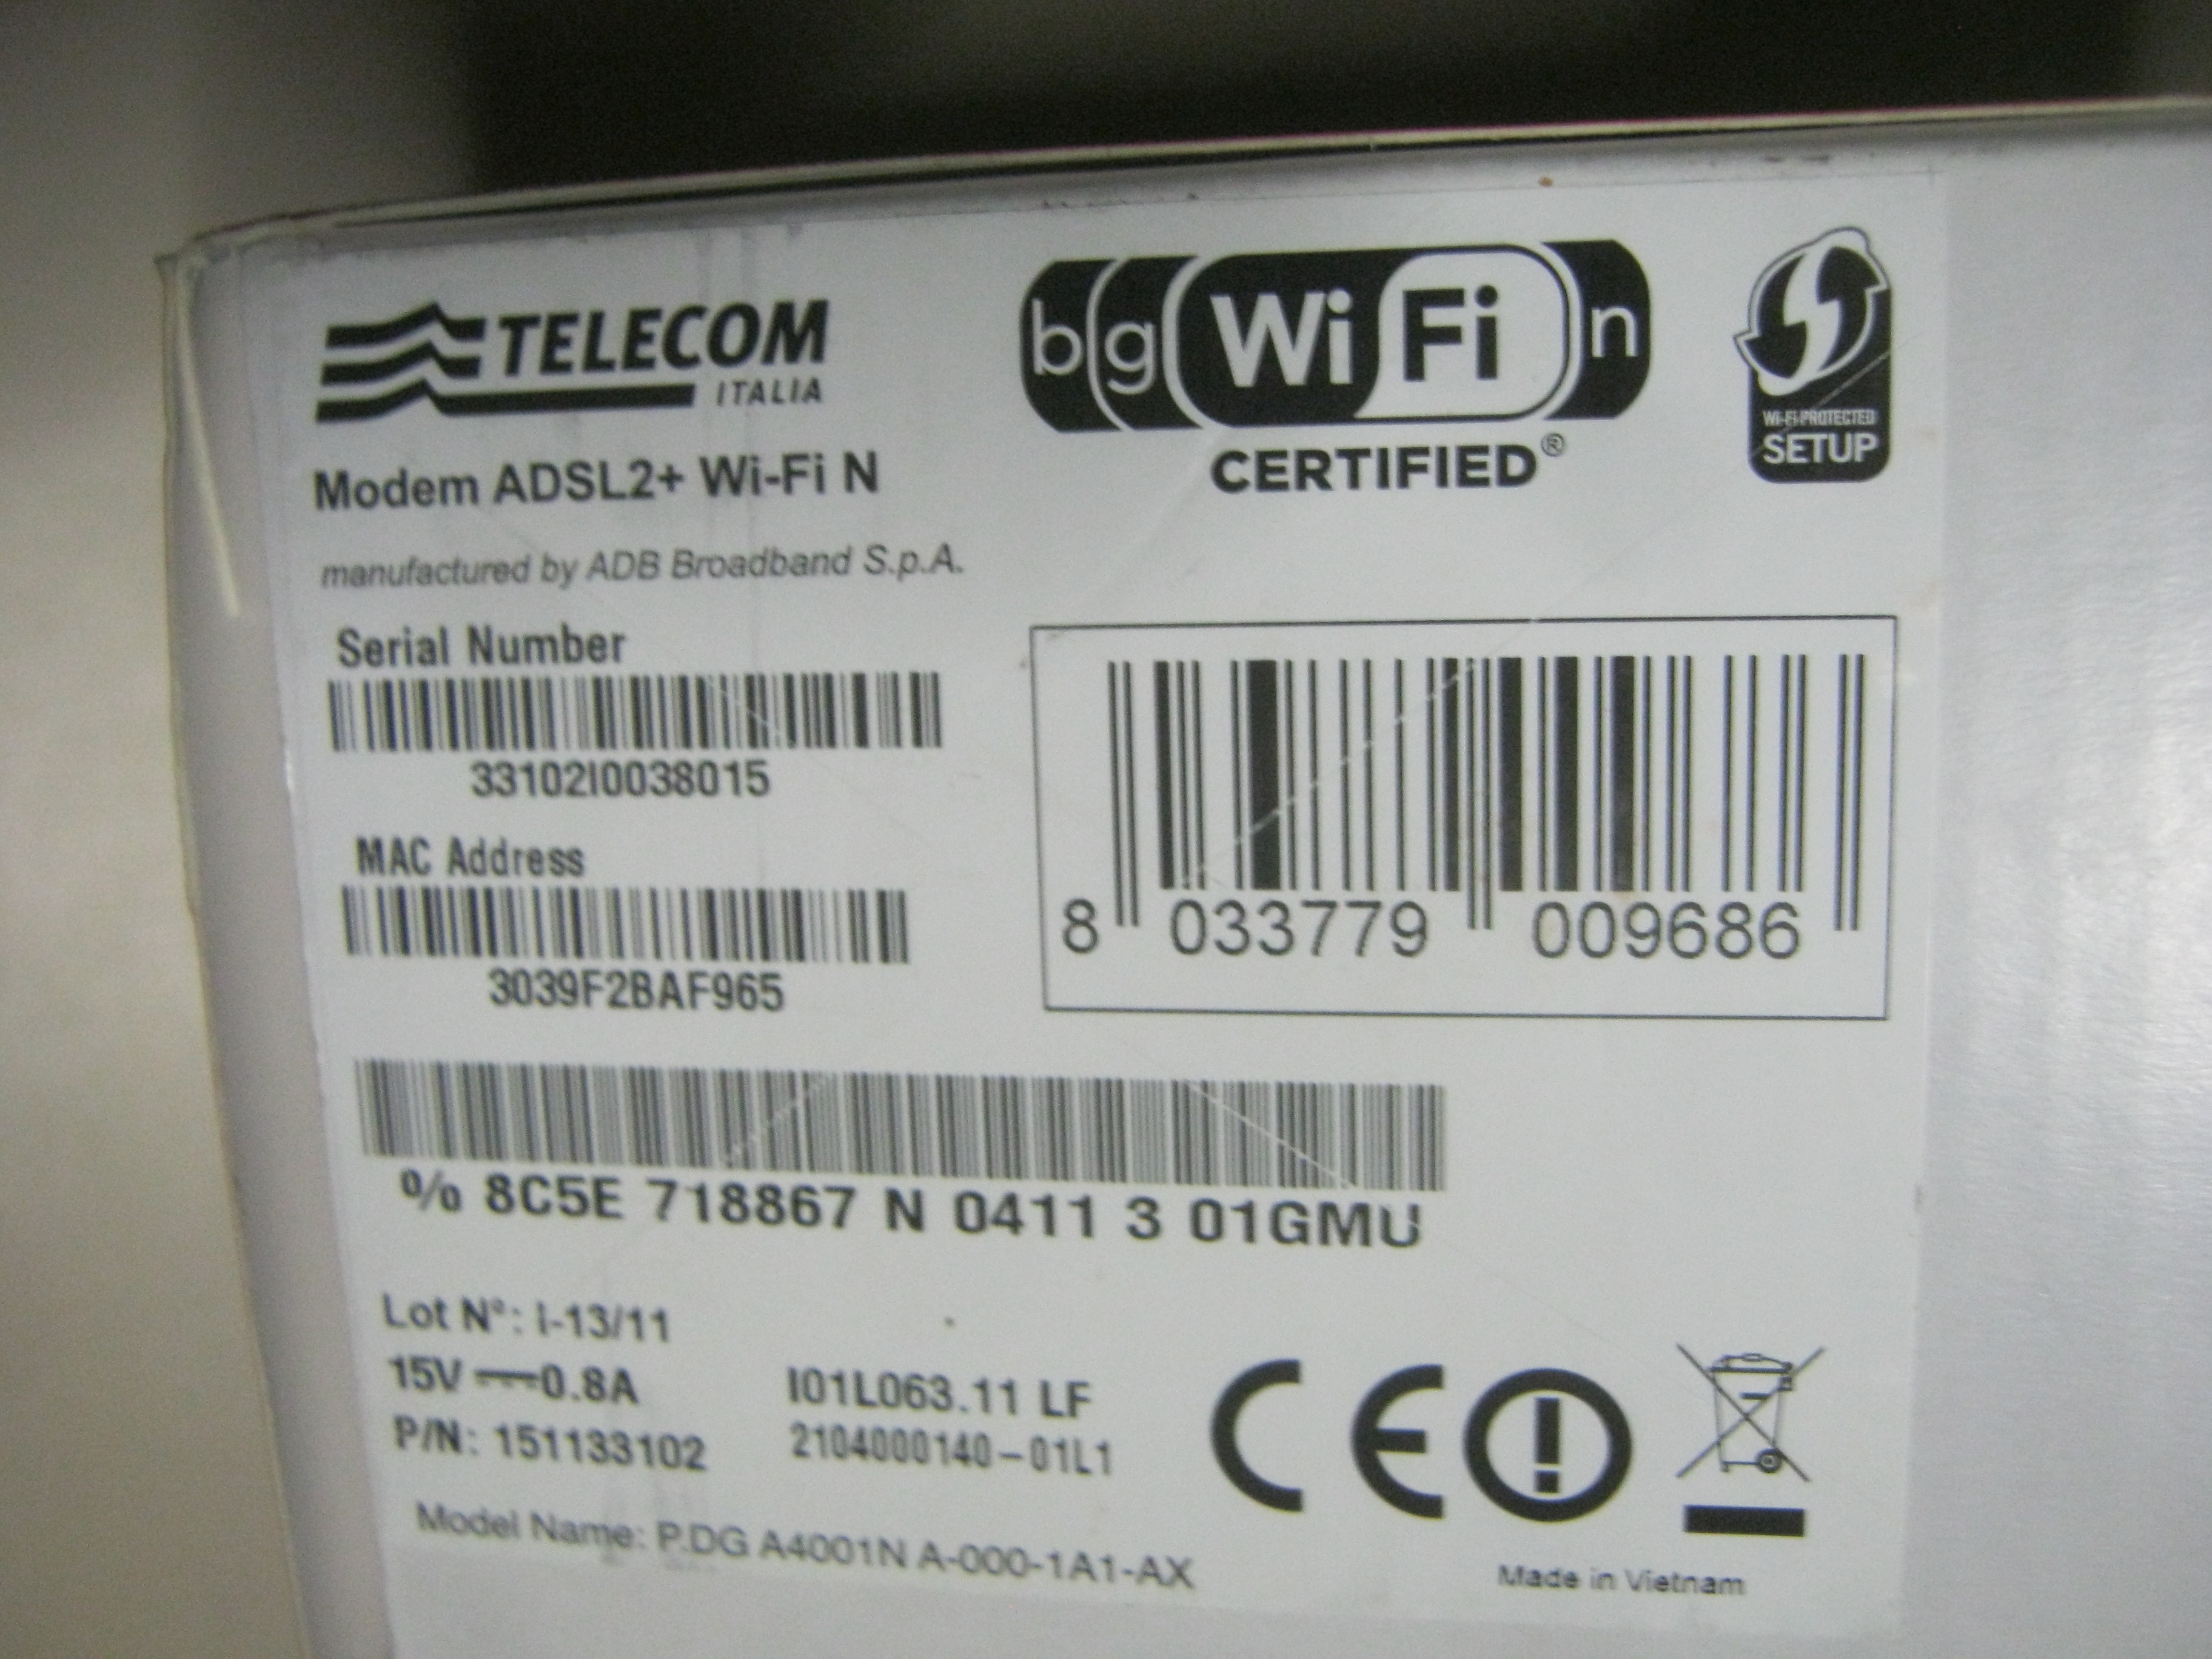 TELECOM
ITALIA
b g Wi Fi n
CERTIFIED®
Wi-Fi PROTECTED
SETUP
Modem ADSL2+ Wi-Fi N
manufactured by ADB Broadband S.p.A.
Serial Number
33102I0038015
MAC Address
3039F2BAF965
8 033779 009686
% 8C5E 718867 N 0411 3 01GMU
Lot N°: I-13/11
15V 0.8A
P/N: 151133102
I01L063.11 LF
2104000140-01L1
CE
Model Name: P.DG A4001N A-000-1A1-AX
Made in Vietnam